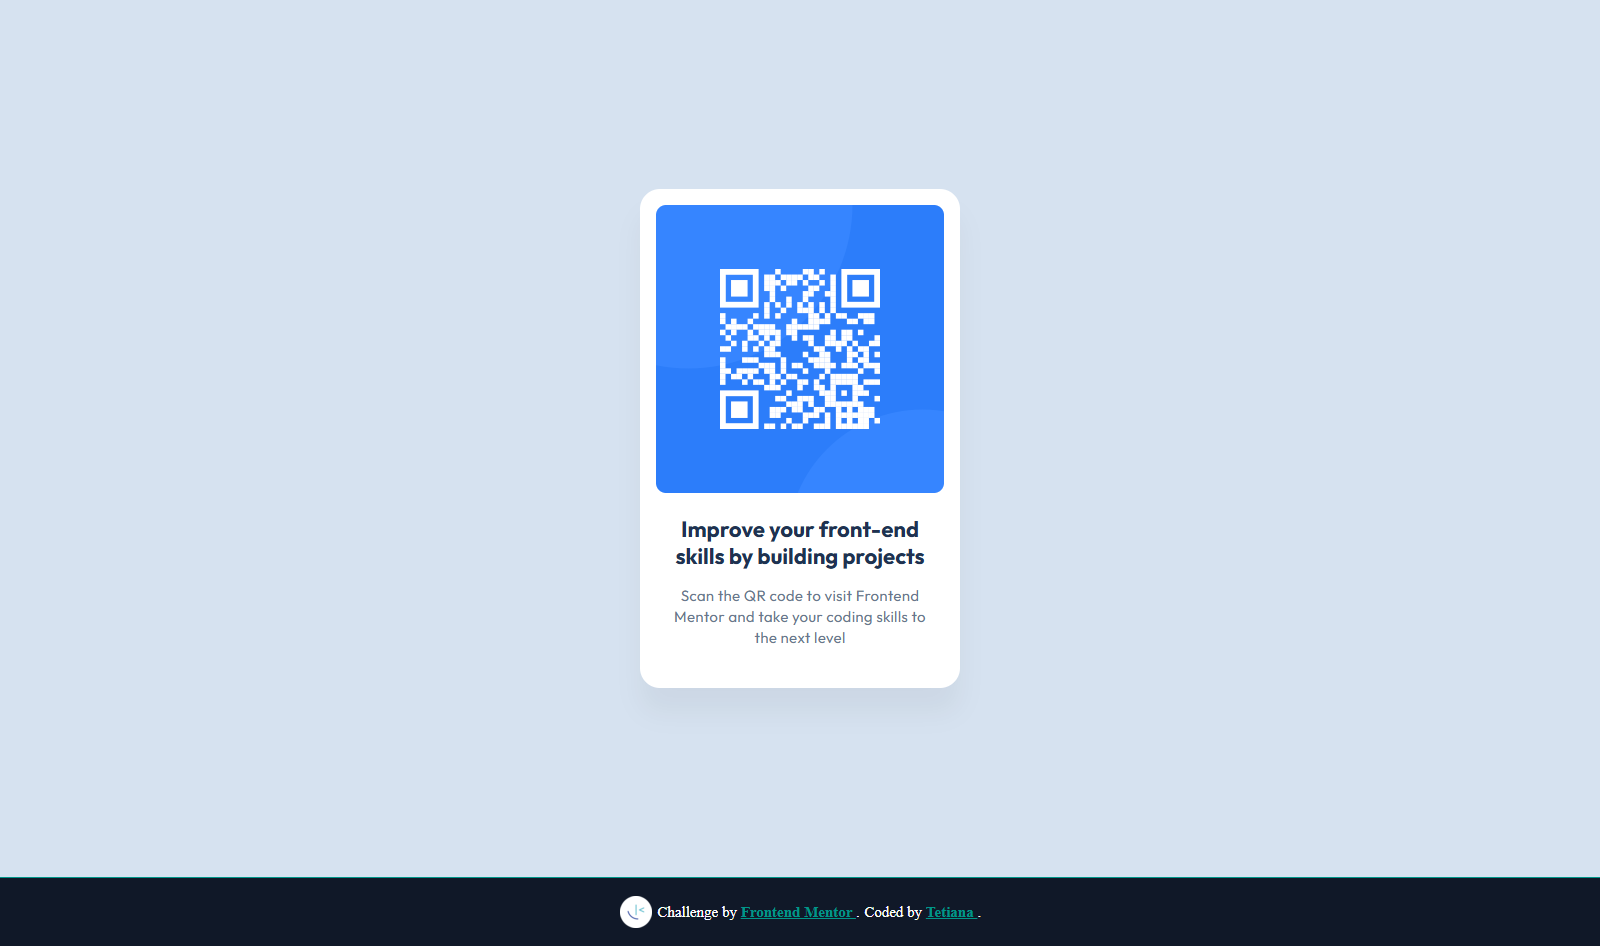 Improve your front-end
skills by building projects
Scan the QR code to visit Frontend
Mentor and take your coding skills to
the next level
Challenge by Frontend Mentor . Coded by Tetiana .